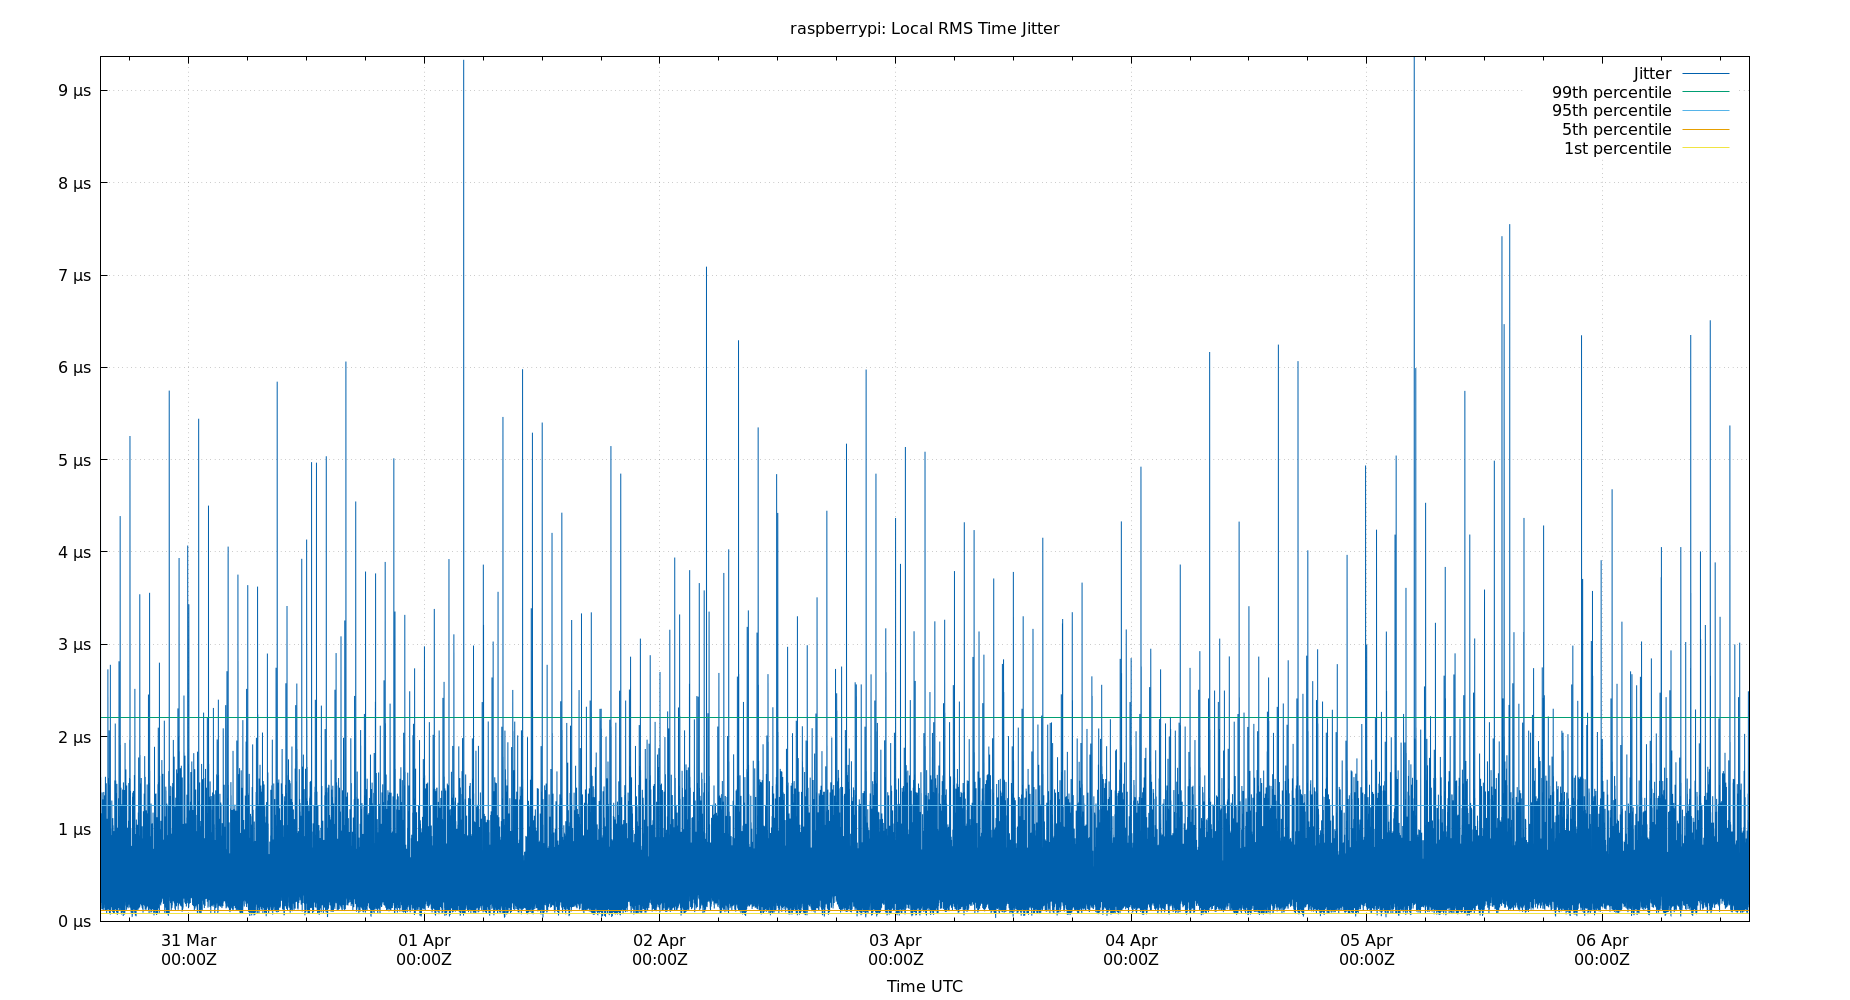 raspberrypi: Local RMS Time Jitter
Jitter
99th percentile
95th percentile
5th percentile
1st percentile
9 µs
8 µs
7 µs
6 µs
5 µs
4 µs
3 µs
2 µs
1 µs
0 µs
31 Mar 01 Apr 02 Apr 03 Apr 04 Apr 05 Apr 06 Apr
00:00Z 00:00Z 00:00Z 00:00Z 00:00Z 00:00Z 00:00Z
Time UTC